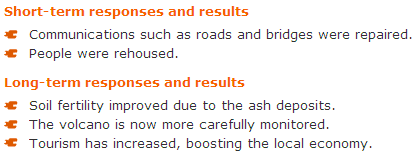 Short-term responses and results
Communications such as roads and bridges were repaired.
People were rehoused.
Long-term responses and results
Soil fertility improved due to the ash deposits.
The volcano is now more carefully monitored.
Tourism has increased, boosting the local economy.